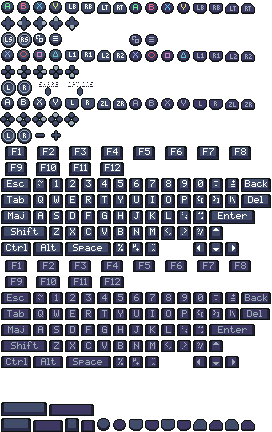 A B X Y LB RB LT RT A B X Y LB RB LT RT
LS RS
L1 R1 L2 R2 L1 R1 L2 R2
L R SHARE OPTIONS
A B X Y L R ZL ZR A B X Y L R ZL ZR
L R
F1 F2 F3 F4 F5 F6 F7 F8
F9 F10 F11 F12
Esc 1 2 3 4 5 6 7 8 9 0 Back
Tab Q W E R T Y U I O P Del
Maj A S D F G H J K L Enter
Shift Z X C V B N M
Ctrl Alt Space
F1 F2 F3 F4 F5 F6 F7 F8
F9 F10 F11 F12
Esc 1 2 3 4 5 6 7 8 9 0 Back
Tab Q W E R T Y U I O P Del
Maj A S D F G H J K L Enter
Shift Z X C V B N M
Ctrl Alt Space